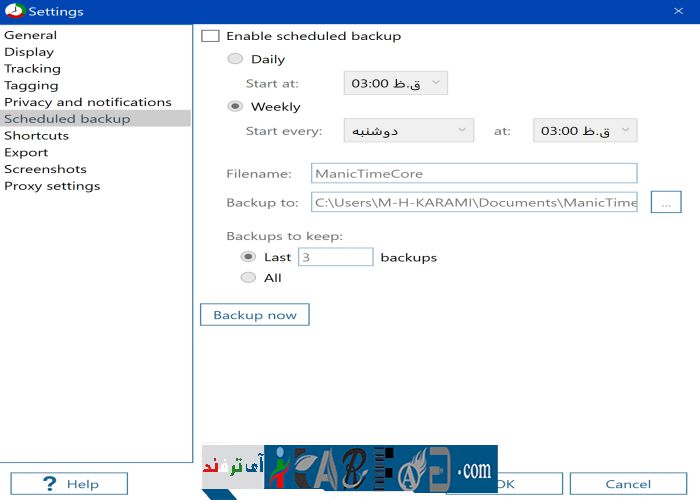 Settings
General
Display
Tracking
Tagging
Privacy and notifications
Scheduled backup
Shortcuts
Export
Screenshots
Proxy settings
Enable scheduled backup
Daily
Start at: 03:00 ق.ظ
Weekly
Start every: دوشنبه at: 03:00 ق.ظ
Filename: ManicTimeCore
Backup to: C:\Users\M-H-KARAMI\Documents\ManicTime ...
Backups to keep:
Last 3 backups
All
Backup now
آی ترفند
.com
? Help
OK
Cancel